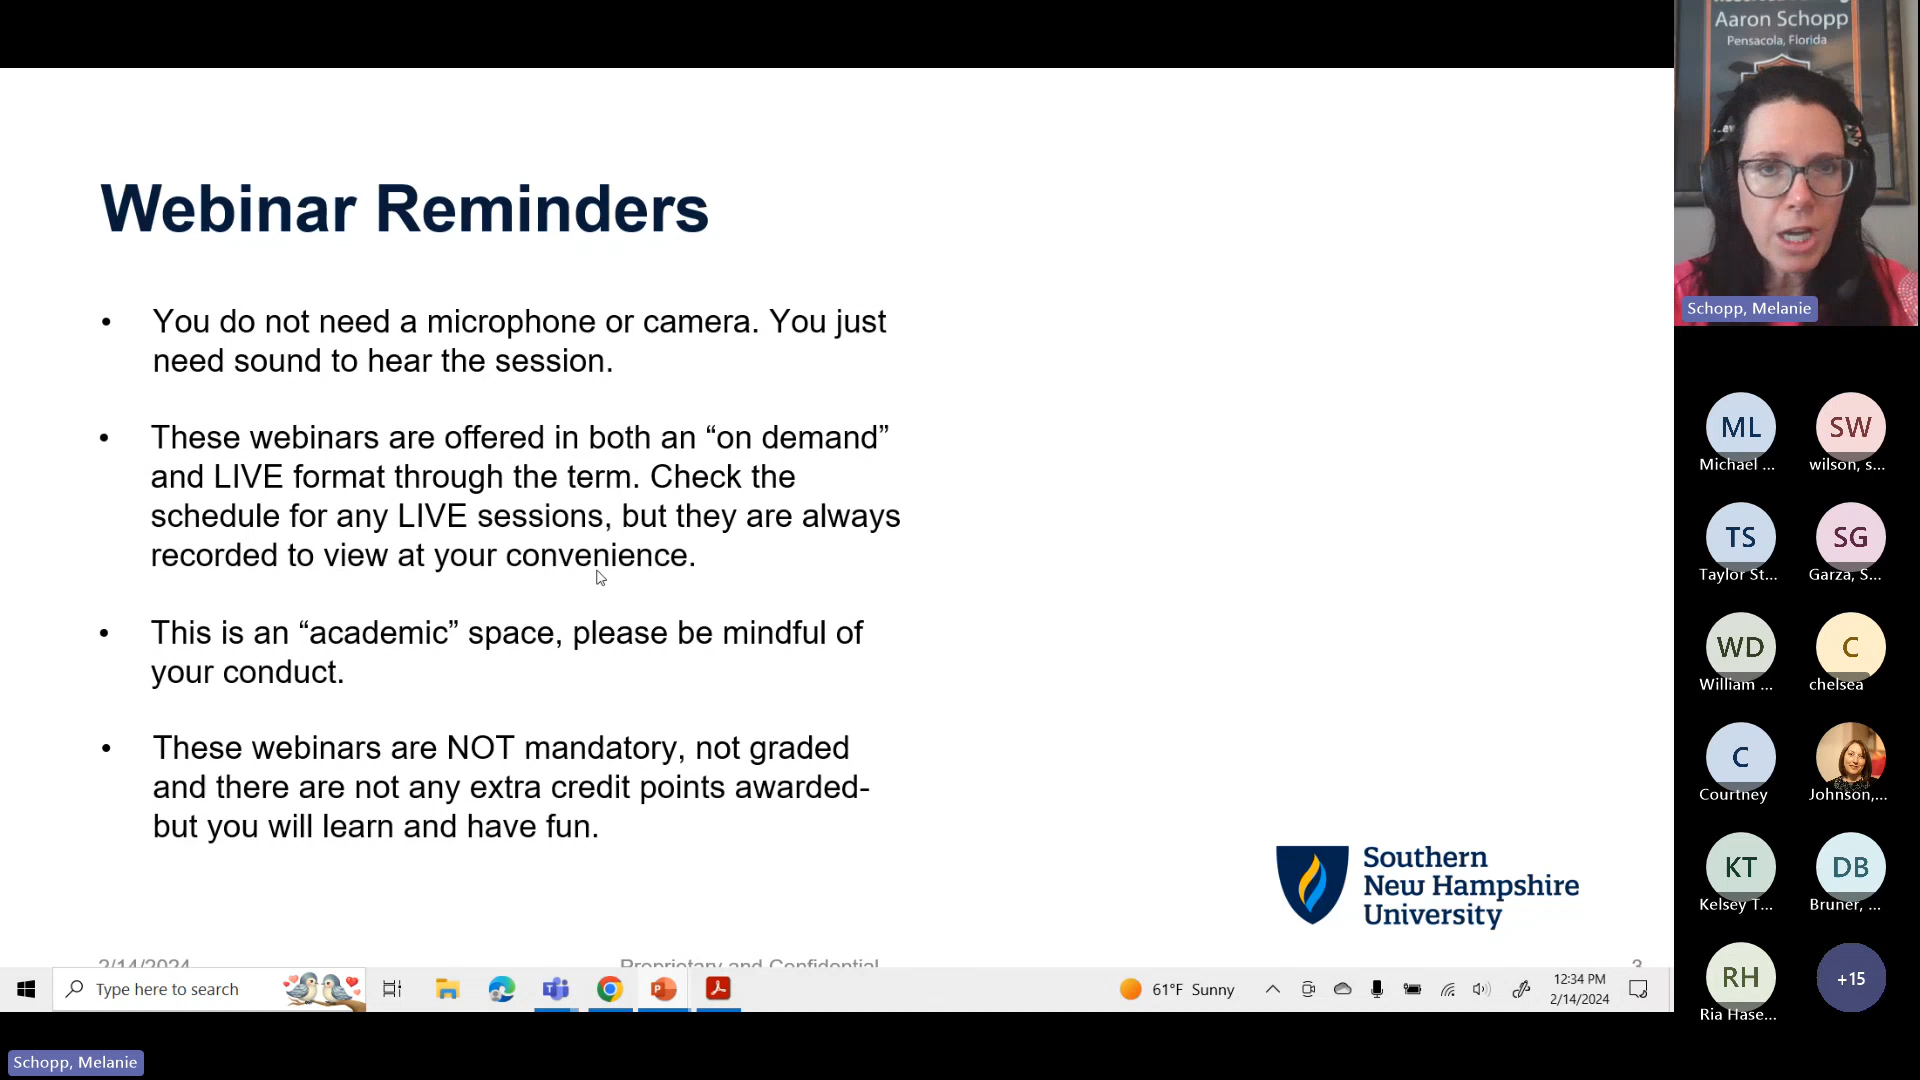 Aaron Schopp
Pensacola, Florida
Schopp, Melanie
Webinar Reminders
• You do not need a microphone or camera. You just
need sound to hear the session.
• These webinars are offered in both an “on demand”
and LIVE format through the term. Check the
schedule for any LIVE sessions, but they are always
recorded to view at your convenience.
• This is an “academic” space, please be mindful of
your conduct.
• These webinars are NOT mandatory, not graded
and there are not any extra credit points awarded-
but you will learn and have fun.
Southern
New Hampshire
University
2/14/2024
Proprietary and Confidential
3
ML
Michael ...
SW
wilson, s...
TS
Taylor St...
SG
Garza, S...
WD
William ...
C
chelsea
C
Courtney
Johnson,...
KT
Kelsey T...
DB
Bruner, ...
RH
Ria Hase...
+15
Type here to search
61°F Sunny
12:34 PM
2/14/2024
Schopp, Melanie